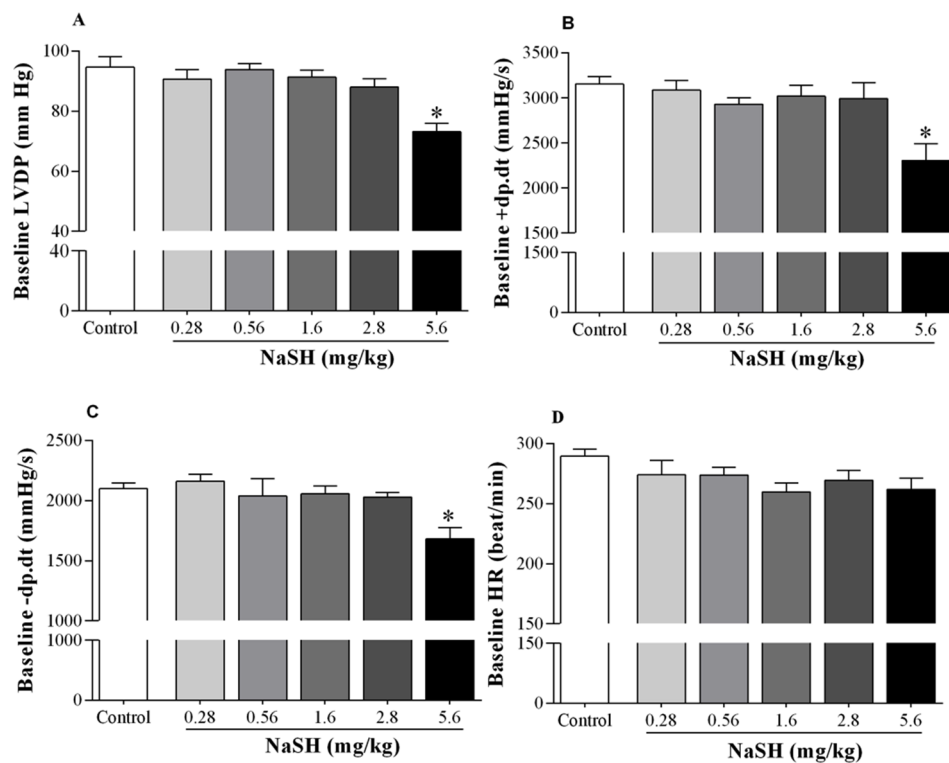 A
Baseline LVDP (mm Hg)
100
80
60
40
40
0
*
Control 0.28 0.56 1.6 2.8 5.6
NaSH (mg/kg)
B
Baseline +dp.dt (mmHg/s)
3500
3000
2500
2000
1500
1500
0
*
Control 0.28 0.56 1.6 2.8 5.6
NaSH (mg/kg)
C
Baseline -dp.dt (mmHg/s)
2500
2000
1500
1000
1000
0
*
Control 0.28 0.56 1.6 2.8 5.6
NaSH (mg/kg)
D
Baseline HR (beat/min)
300
250
150
150
0
Control 0.28 0.56 1.6 2.8 5.6
NaSH (mg/kg)